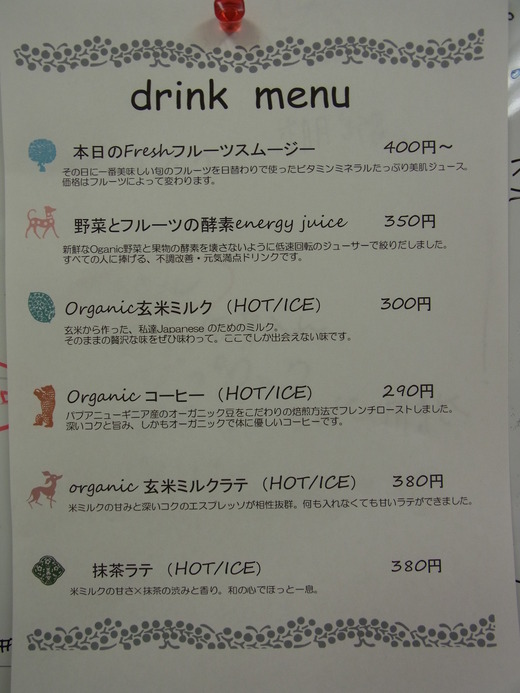 drink menu
本日のFreshフルーツスムージー 400円～
その日に一番美味しい旬のフルーツを日替わりで使ったビタミンミネラルたっぷり美肌ジュース。
価格はフルーツによって変わります。
野菜とフルーツの酵素energy juice 350円
新鮮なOganic野菜と果物の酵素を壊さないように低速回転のジューサーで絞りだしました。
すべての人に捧げる、不調改善・元気満点ドリンクです。
Organic玄米ミルク (HOT/ICE) 300円
玄米から作った、私達Japanese のためのミルク。
そのままの贅沢な味をぜひ味わって。ここでしか出会えない味です。
Organic コーヒー (HOT/ICE) 290円
パプアニューギニア産のオーガニック豆をこだわりの焙煎方法でフレンチローストしました。
深いコクと旨み、しかもオーガニックで体に優しいコーヒーです。
organic 玄米ミルクラテ (HOT/ICE) 380円
米ミルクの甘みと深いコクのエスプレッソが相性抜群。何も入れなくても甘いラテができました。
抹茶ラテ (HOT/ICE) 380円
米ミルクの甘さ×抹茶の渋みと香り。和の心でほっと一息。